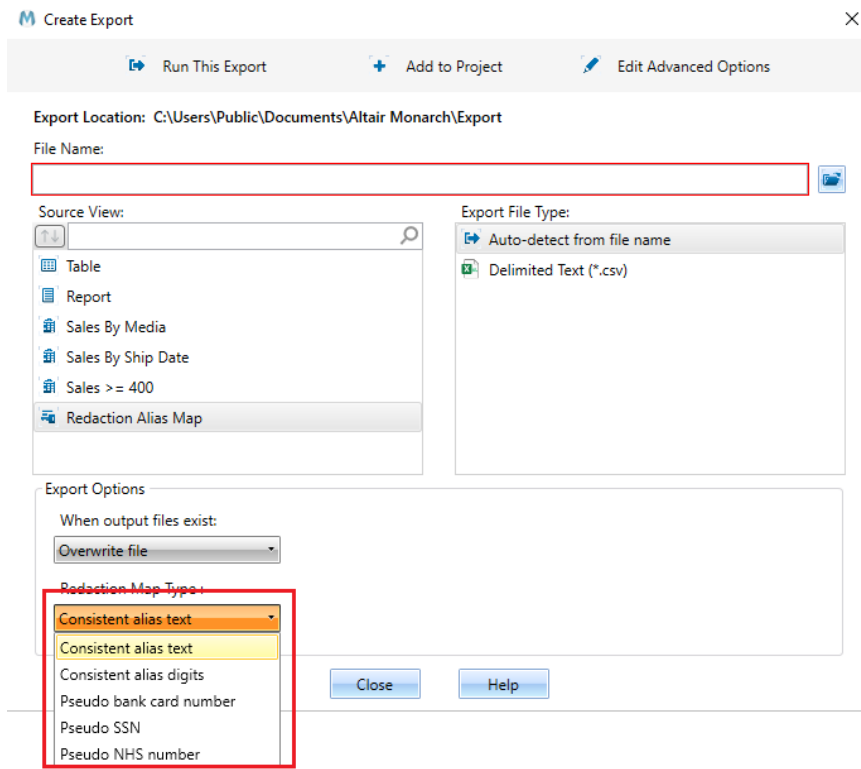 Create Export
Run This Export
Add to Project
Edit Advanced Options
Export Location: C:\Users\Public\Documents\Altair Monarch\Export
File Name:
Source View:
Table
Report
Sales By Media
Sales By Ship Date
Sales >= 400
Redaction Alias Map
Export File Type:
Auto-detect from file name
Delimited Text (*.csv)
Export Options
When output files exist:
Overwrite file
Redaction Map Type:
Consistent alias text
Consistent alias text
Consistent alias digits
Pseudo bank card number
Pseudo SSN
Pseudo NHS number
Close
Help